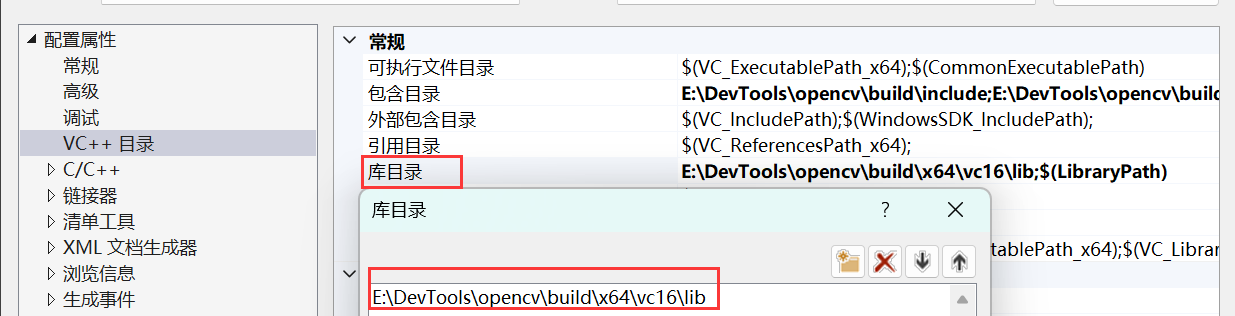 配置属性
常规
高级
调试
VC++ 目录
C/C++
链接器
清单工具
XML 文档生成器
浏览信息
生成事件
常规
可执行文件目录 $(VC_ExecutablePath_x64);$(CommonExecutablePath)
包含目录 E:\DevTools\opencv\build\include;E:\DevTools\opencv\build
外部包含目录 $(VC_IncludePath);$(WindowsSDK_IncludePath);
引用目录 $(VC_ReferencesPath_x64);
库目录 E:\DevTools\opencv\build\x64\vc16\lib;$(LibraryPath)
库目录 ?
tablePath_x64);$(VC_Librar
E:\DevTools\opencv\build\x64\vc16\lib